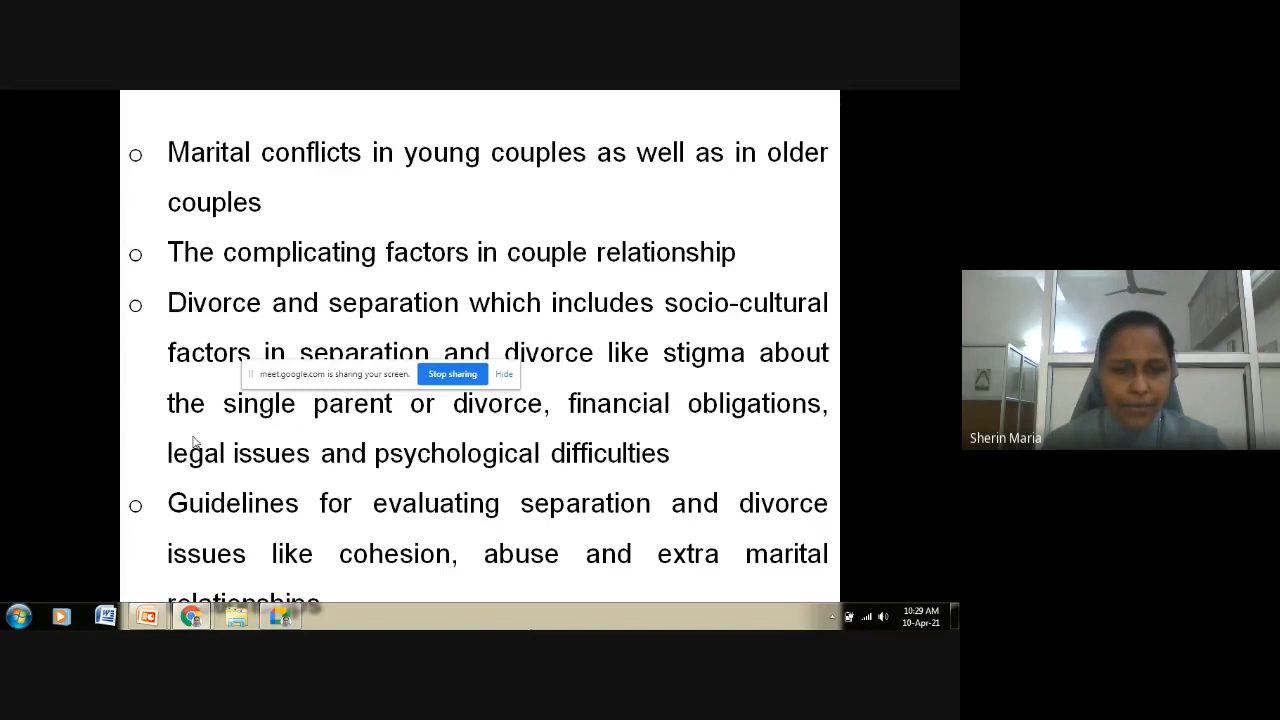 o Marital conflicts in young couples as well as in older
couples
o The complicating factors in couple relationship
o Divorce and separation which includes socio-cultural
factors in separation and divorce like stigma about
meet.google.com is sharing your screen. Stop sharing Hide
the single parent or divorce, financial obligations,
legal issues and psychological difficulties
o Guidelines for evaluating separation and divorce
issues like cohesion, abuse and extra marital
relationships
10:29 AM
10-Apr-21
Sherin Maria